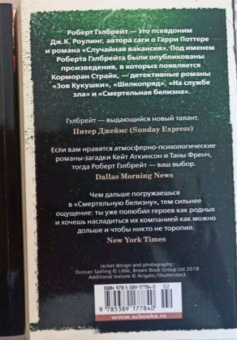 Роберт Гэлбрейт — это псевдоним
Дж.К. Роулинг, автора саги о Гарри Поттере
и романа «Случайная вакансия». Под именем
Роберта Гэлбрейта были опубликованы
произведения, в которых появляется
Корморан Страйк, — детективные романы
"Зов Кукушки", «Шелкопряд», «На службе
зла» и «Смертельная белизна».
Гэлбрейт — выдающийся новый талант.
Питер Джеймс (Sunday Express)
Если вам нравятся атмосферно-психологические
романы-загадки Кейт Аткинсон и Таны Френч,
тогда Роберт Гэлбрейт — ваш выбор.
Dallas Morning News
Чем дальше погружаешься
в «Смертельную белизну», тем сильнее
ощущение: ты уже полюбил героев как родных
и хочешь насладиться их компанией как можно
дольше и чтобы никто не торопил.
New York Times
Jacket design and photography:
Duncan Spilling © Little, Brown Book Group Ltd 2018
Additional texture © Arigato/Shutterstock